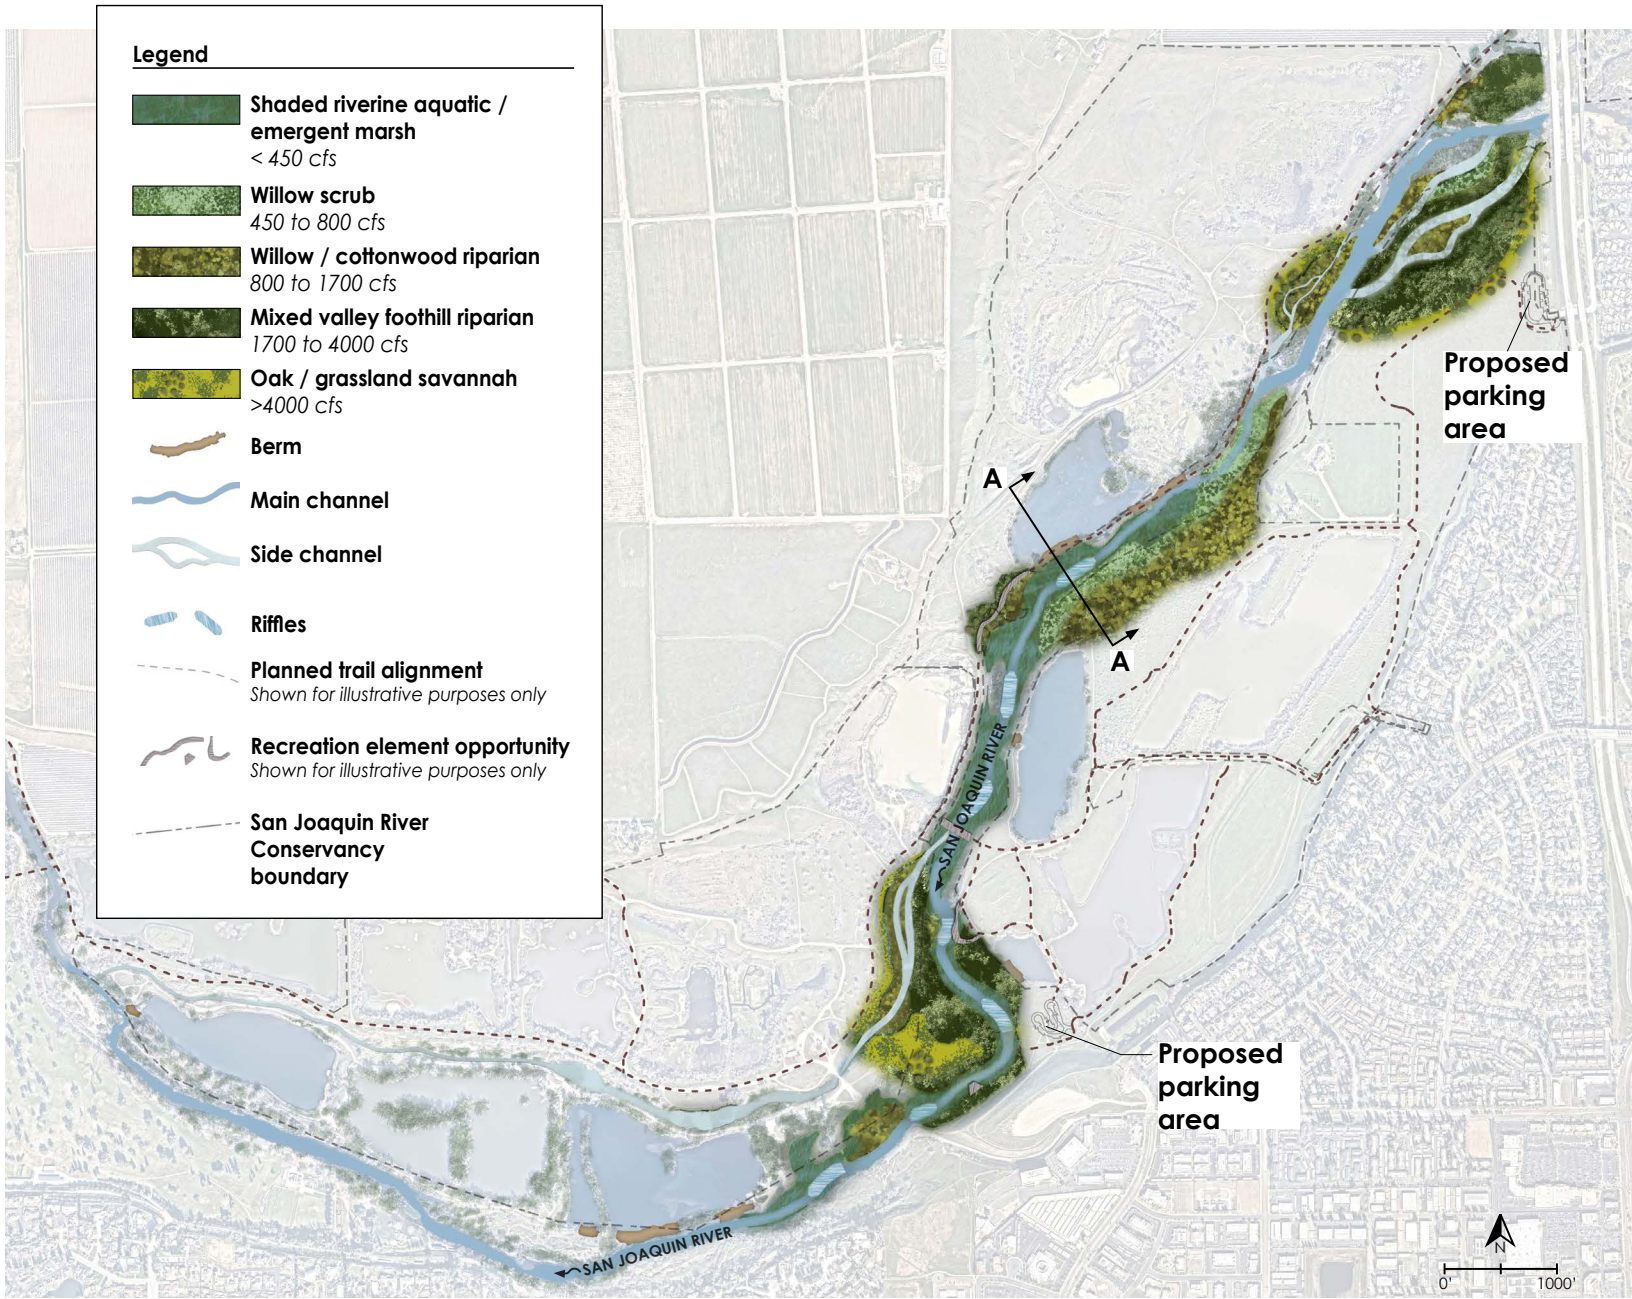 Legend
Shaded riverine aquatic /
emergent marsh
< 450 cfs
Willow scrub
450 to 800 cfs
Willow / cottonwood riparian
800 to 1700 cfs
Mixed valley foothill riparian
1700 to 4000 cfs
Oak / grassland savannah
>4000 cfs
Berm
Main channel
Side channel
Riffles
Planned trail alignment
Shown for illustrative purposes only
Recreation element opportunity
Shown for illustrative purposes only
San Joaquin River
Conservancy
boundary
Proposed
parking
area
A
A
SAN JOAQUIN RIVER
Proposed
parking
area
SAN JOAQUIN RIVER
N
0'
1000'